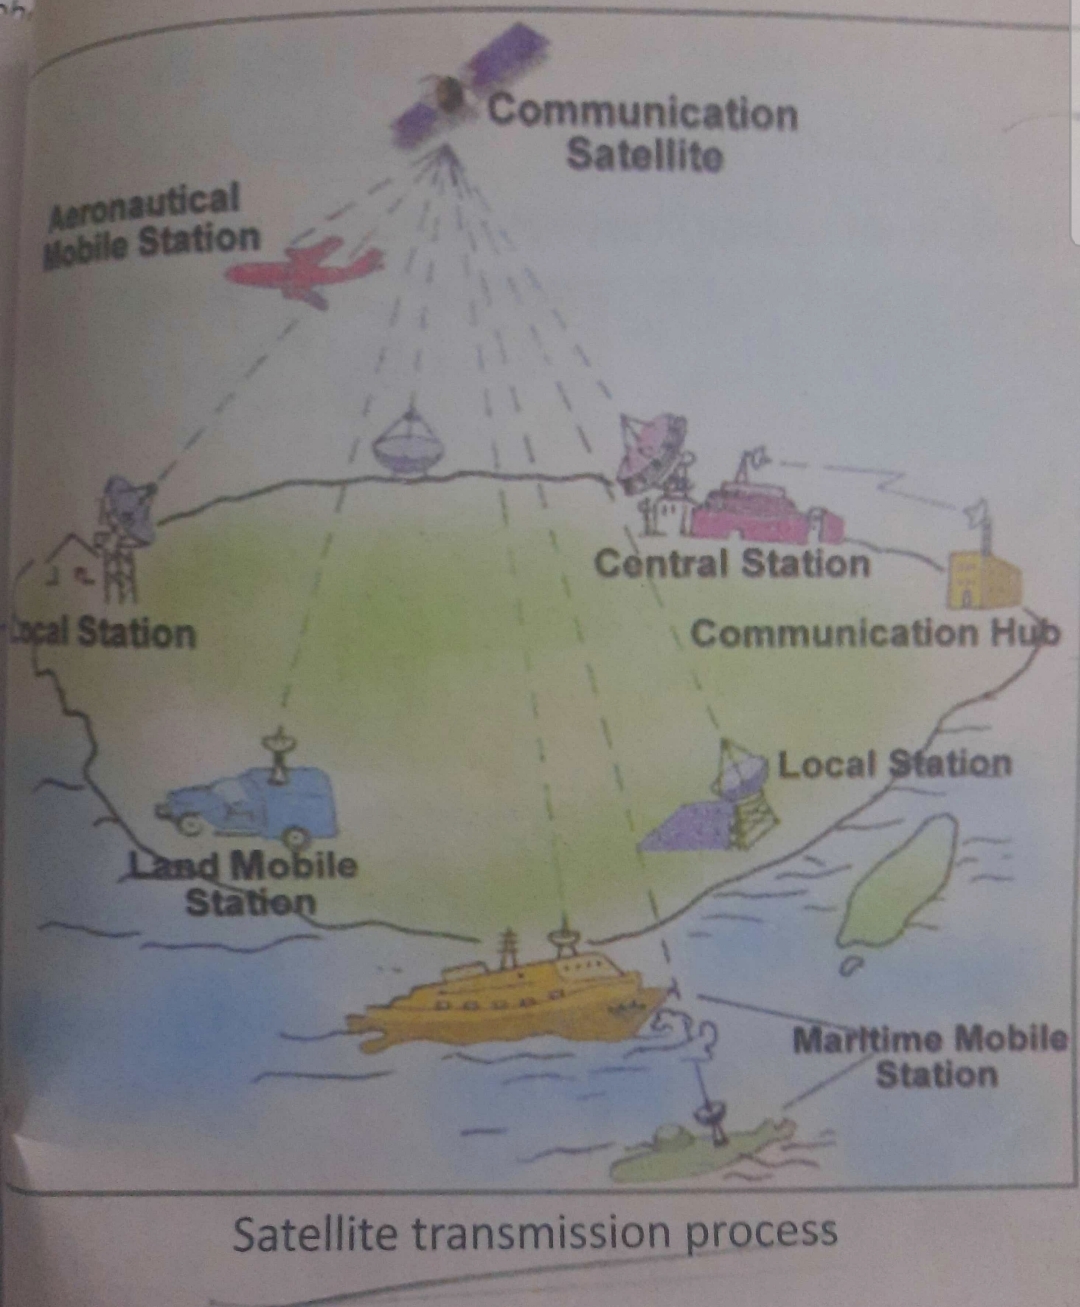 Communication
Satellite
Aeronautical
Mobile Station
Central Station
Local Station
Communication Hub
Local Station
Land Mobile
Station
Maritime Mobile
Station
Satellite transmission process